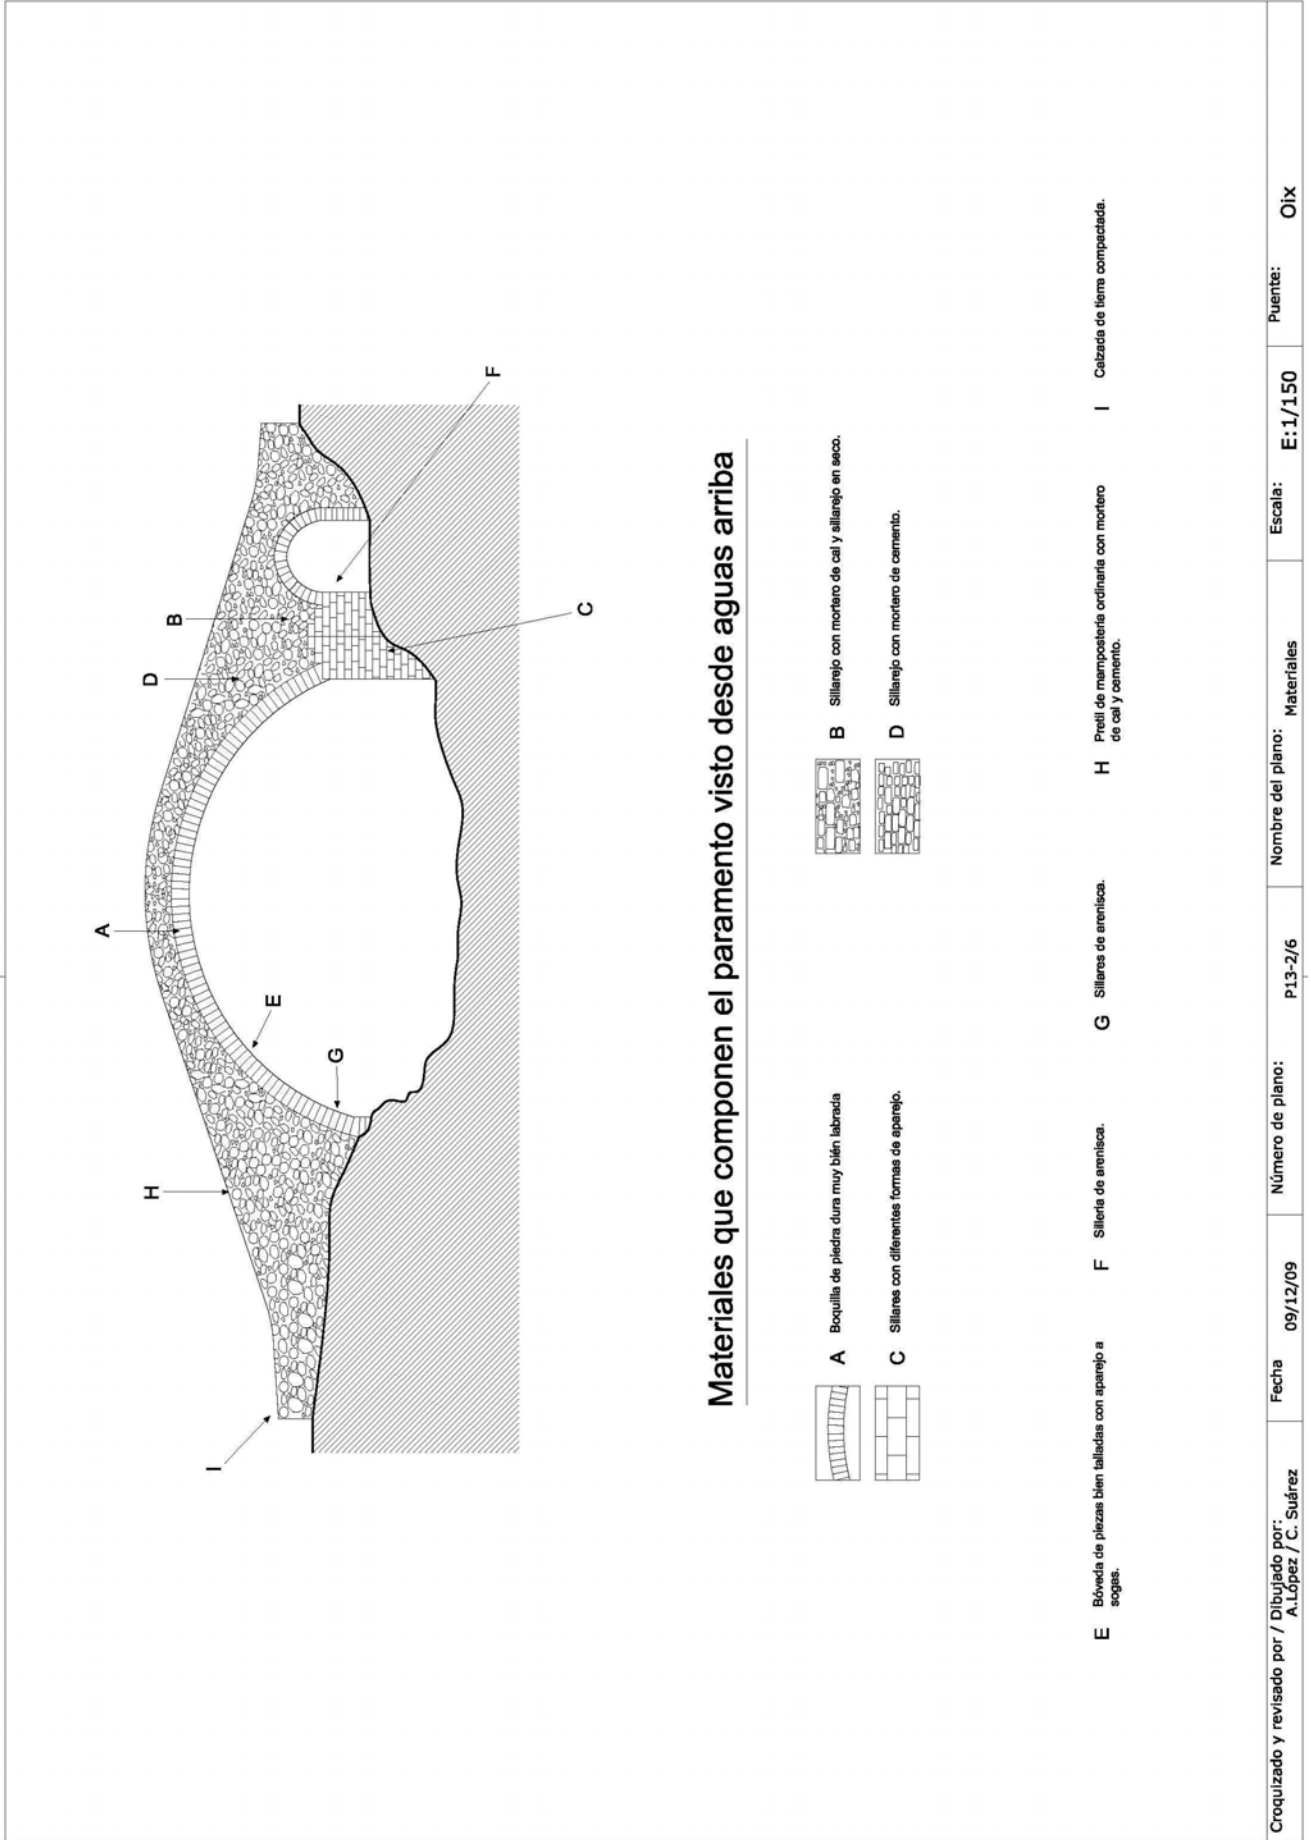 A
B
C
D
E
F
G
H
I
Materiales que componen el paramento visto desde aguas arriba
A Boquilla de piedra dura muy bién labrada
B Sillarejo con mortero de cal y sillarejo en seco.
C Sillares con diferentes formas de aparejo.
D Sillarejo con mortero de cemento.
E Bóveda de piezas bien talladas con aparejo a
sogas.
F Sillería de arenisca.
G Sillares de arenisca.
H Pretil de mampostería ordinaria con mortero
de cal y cemento.
I Calzada de tierra compactada.
Croquizado y revisado por / Dibujado por:
A.López / C. Suárez
Fecha
09/12/09
Número de plano:
P13-2/6
Nombre del plano:
Materiales
Escala:
E:1/150
Puente:
Oix